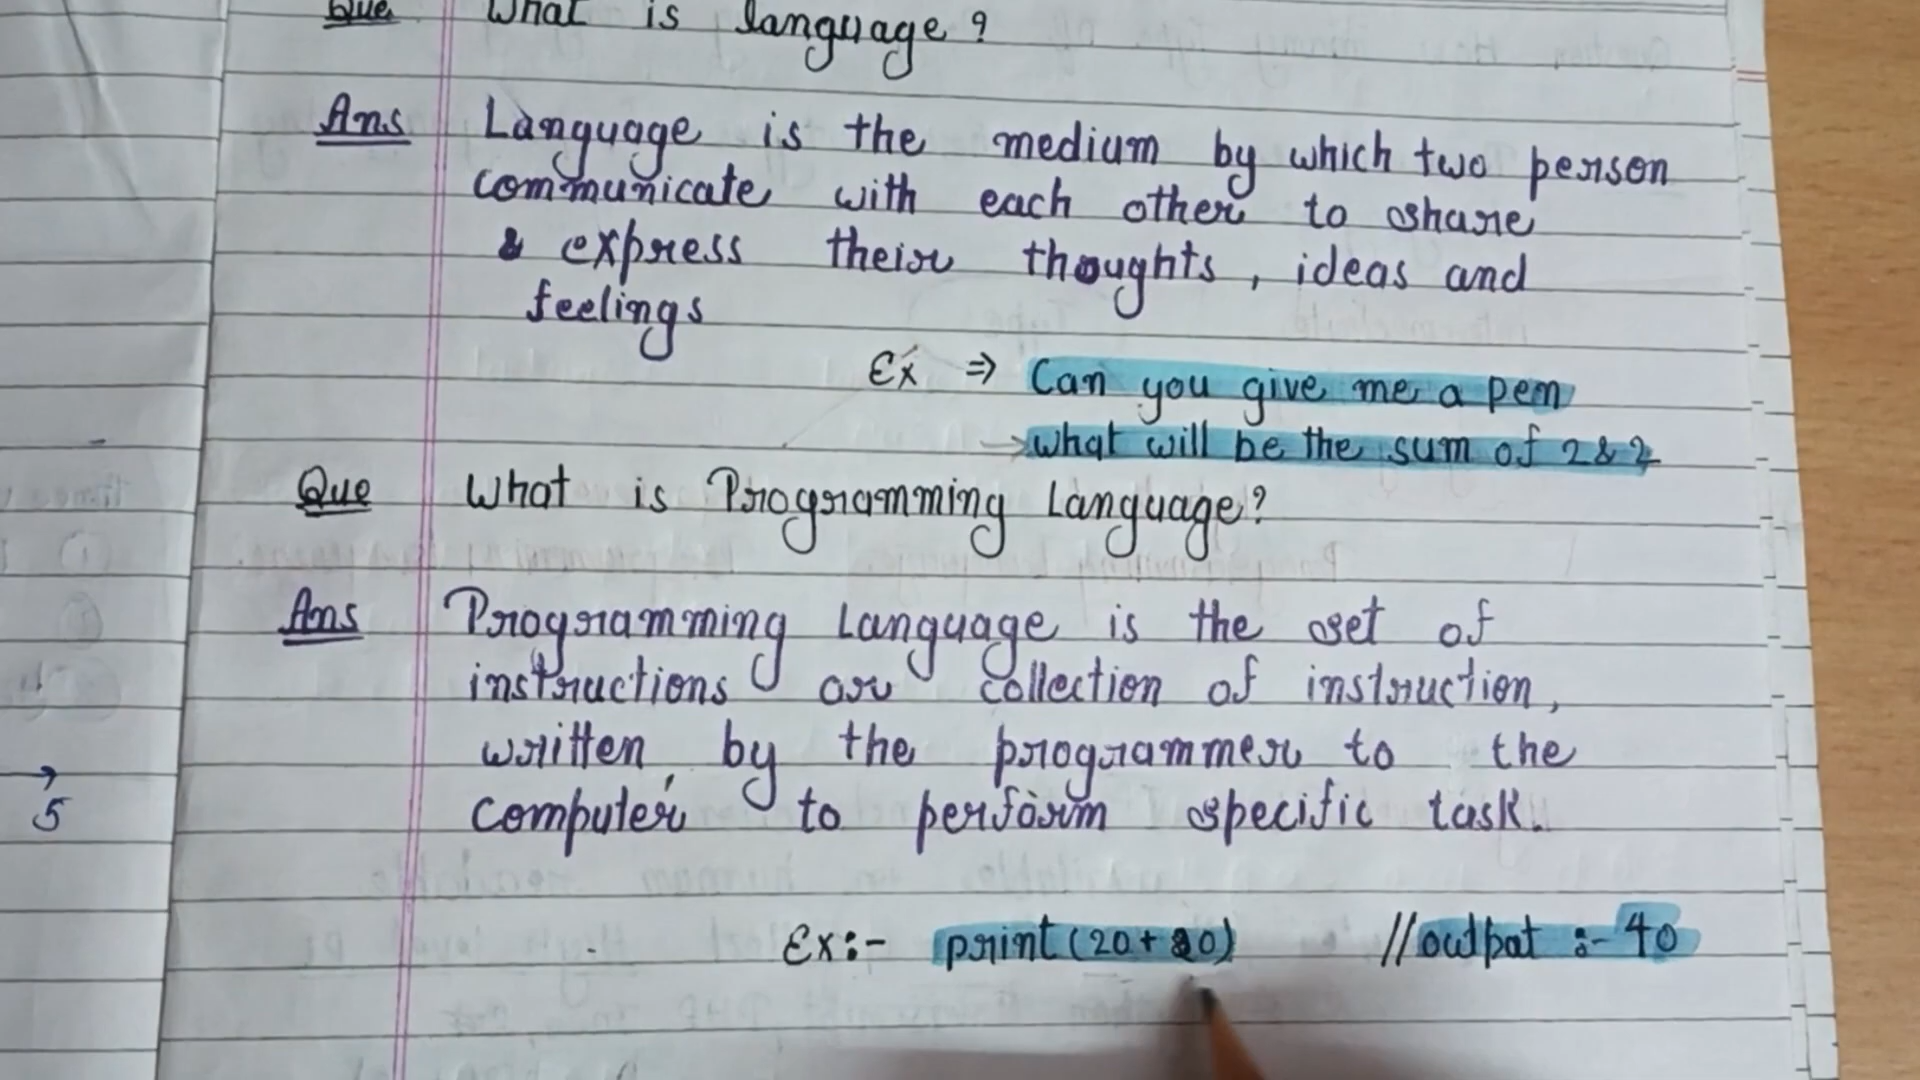 Que What is language ?
Ans Language is the medium by which two person
communicate with each other to share
& express their thoughts , ideas and
feelings
Ex ⇒ Can you give me a pen
→ what will be the sum of 2 & 2
Que What is Programming Language?
Ans Programming Language is the set of
instructions or collection of instruction,
written by the programmer to the
computer to perform specific task.
→
5
Ex:- print (20+20) // output :- 40